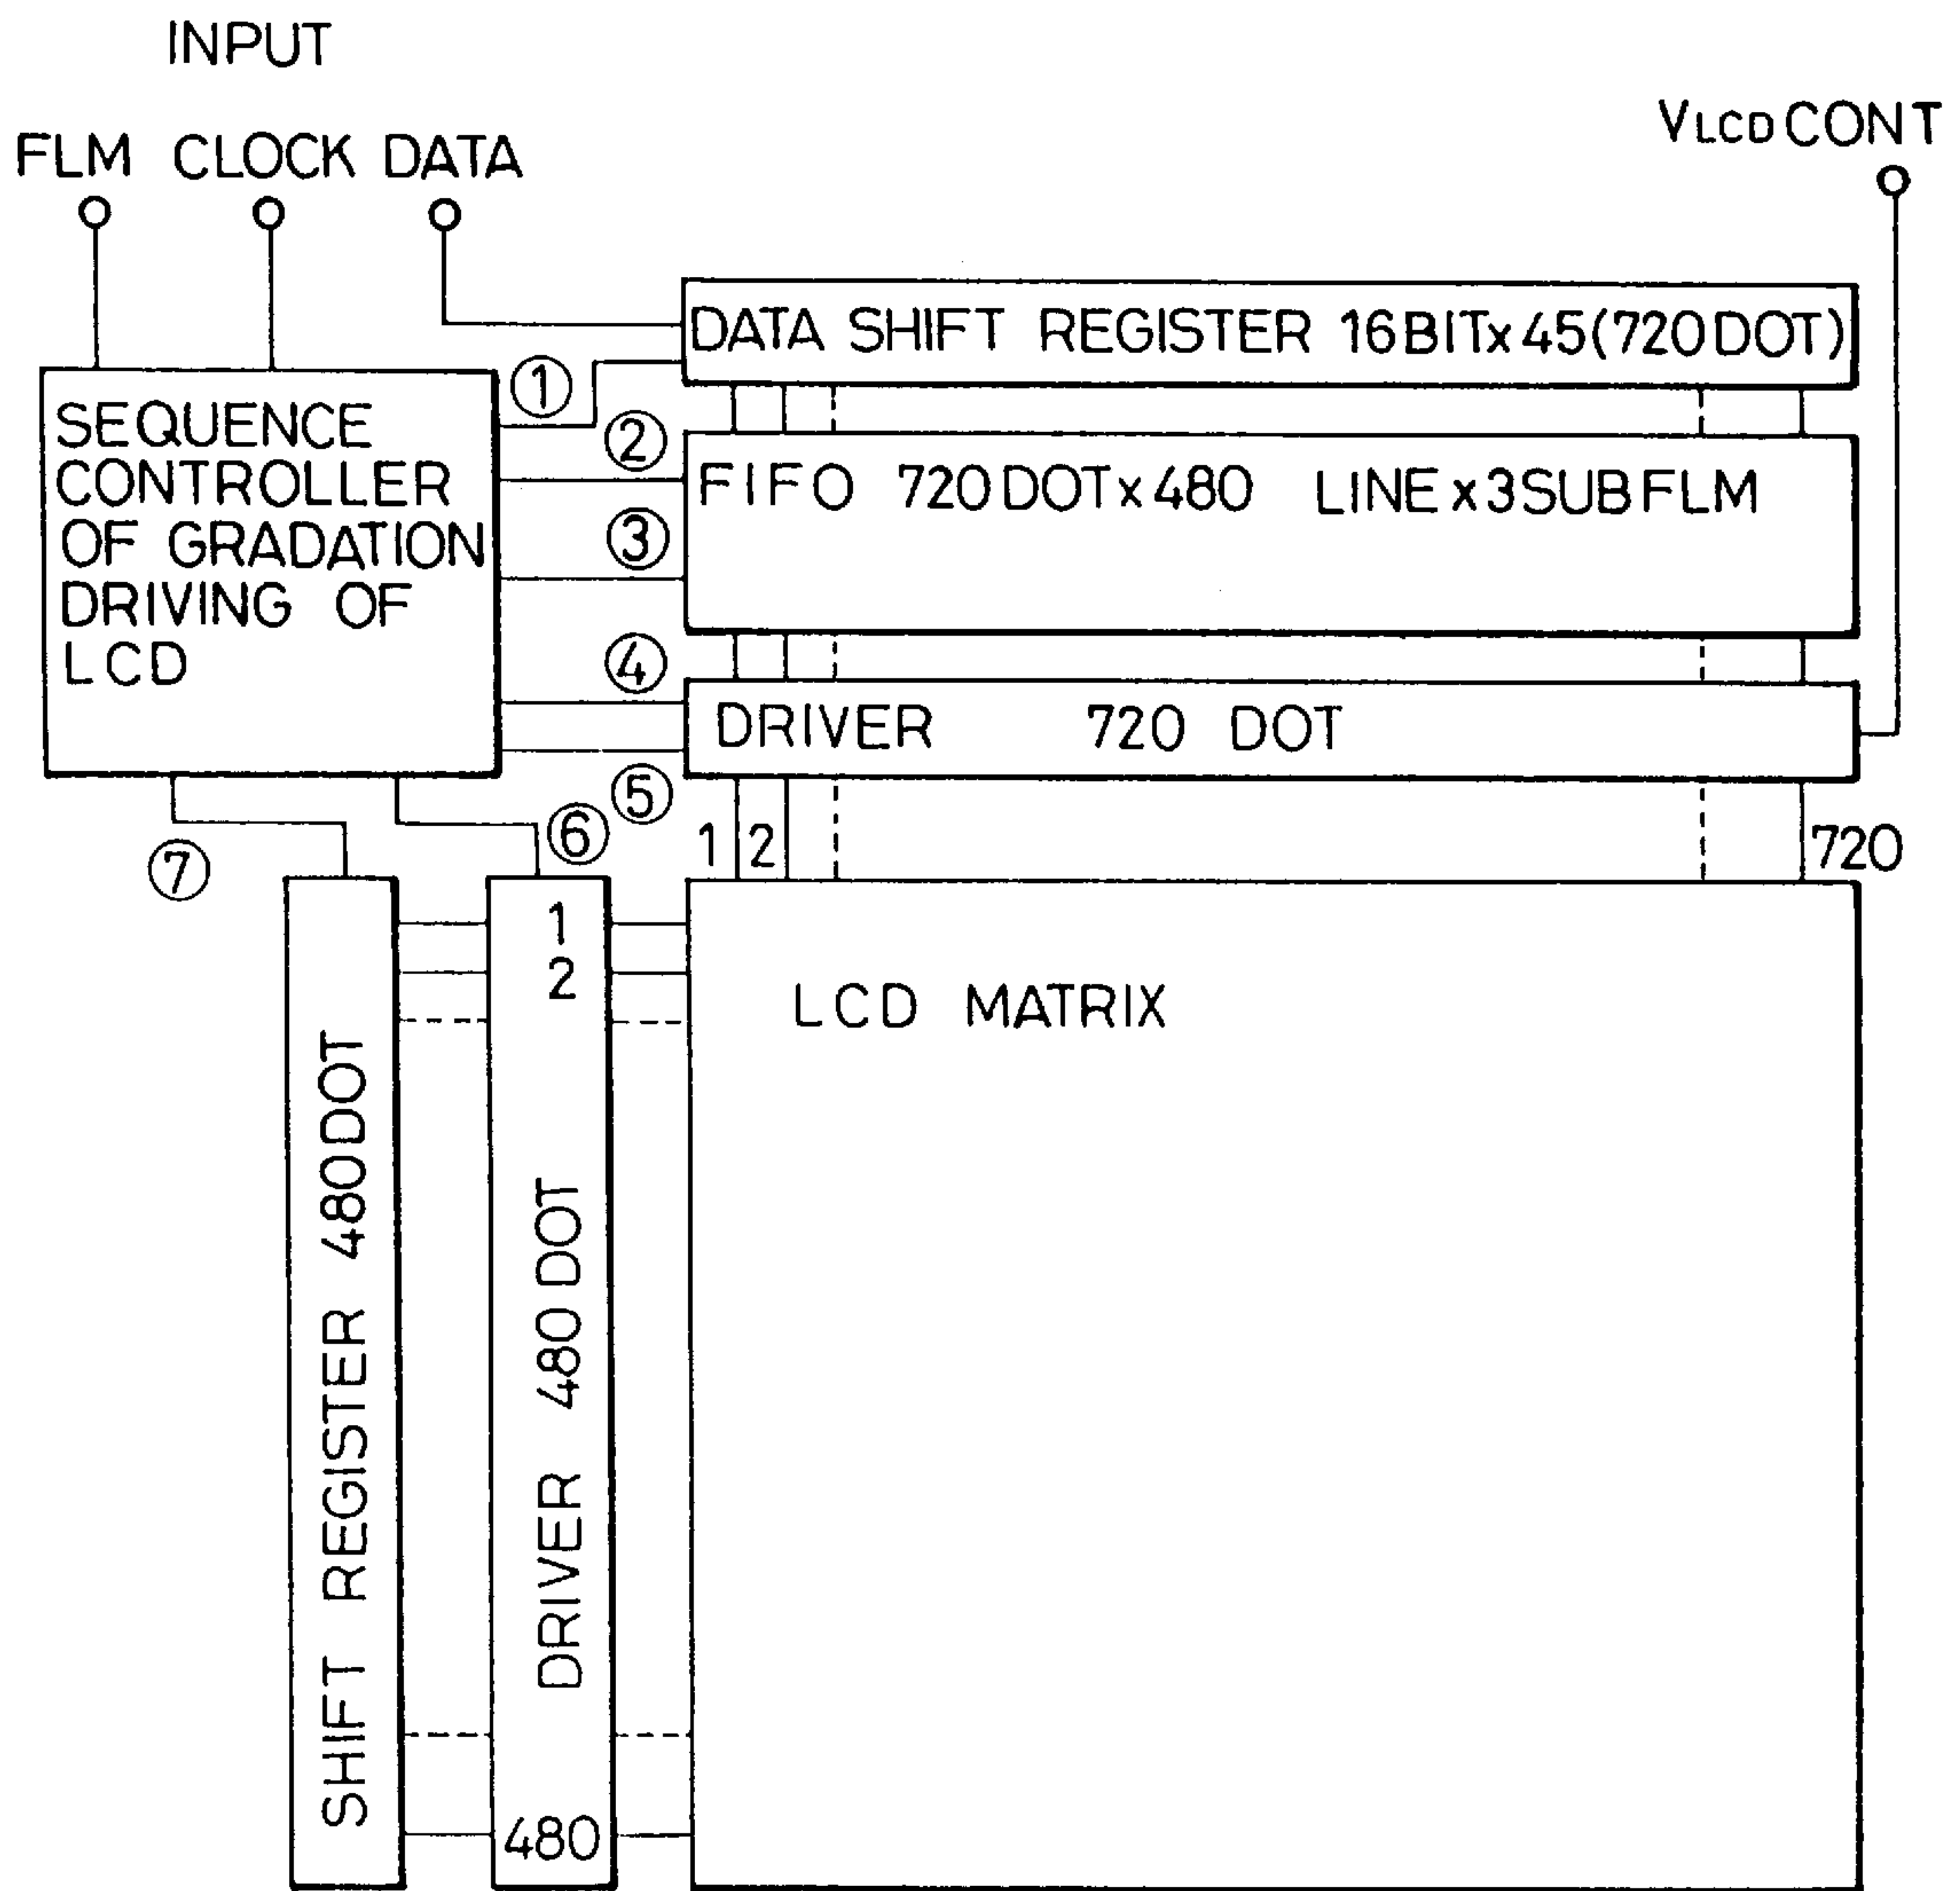 INPUT
FLM CLOCK DATA
VLCD CONT
DATA SHIFT REGISTER 16BITx45(720DOT)
①
SEQUENCE
CONTROLLER
OF GRADATION
DRIVING OF
LCD
②
FIFO 720DOTx480 LINEx3SUBFLM
③
④
DRIVER 720 DOT
⑤
⑥
⑦
1 2 720
1
2
480
LCD MATRIX
SHIFT REGISTER 480DOT
DRIVER 480DOT